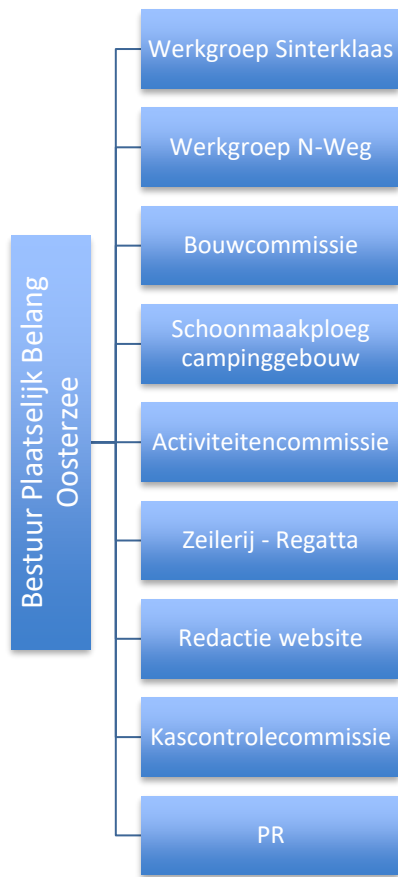 Bestuur Plaatselijk Belang
Oosterzee
Werkgroep Sinterklaas
Werkgroep N-Weg
Bouwcommissie
Schoonmaakploeg
campinggebouw
Activiteitencommissie
Zeilerij - Regatta
Redactie website
Kascontrolecommissie
PR